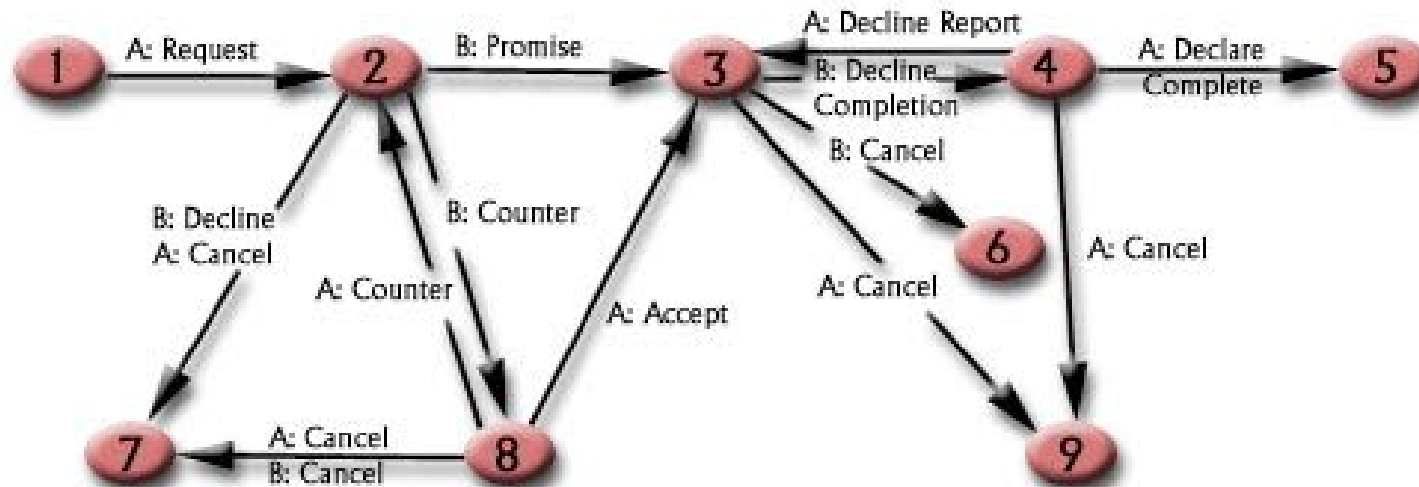 A: Decline Report
1
A: Request
2
B: Promise
3
B: Decline
Completion
4
A: Declare
Complete
5
B: Cancel
B: Decline
A: Cancel
B: Counter
6
A: Cancel
A: Counter
A: Cancel
A: Accept
7
A: Cancel
B: Cancel
8
9